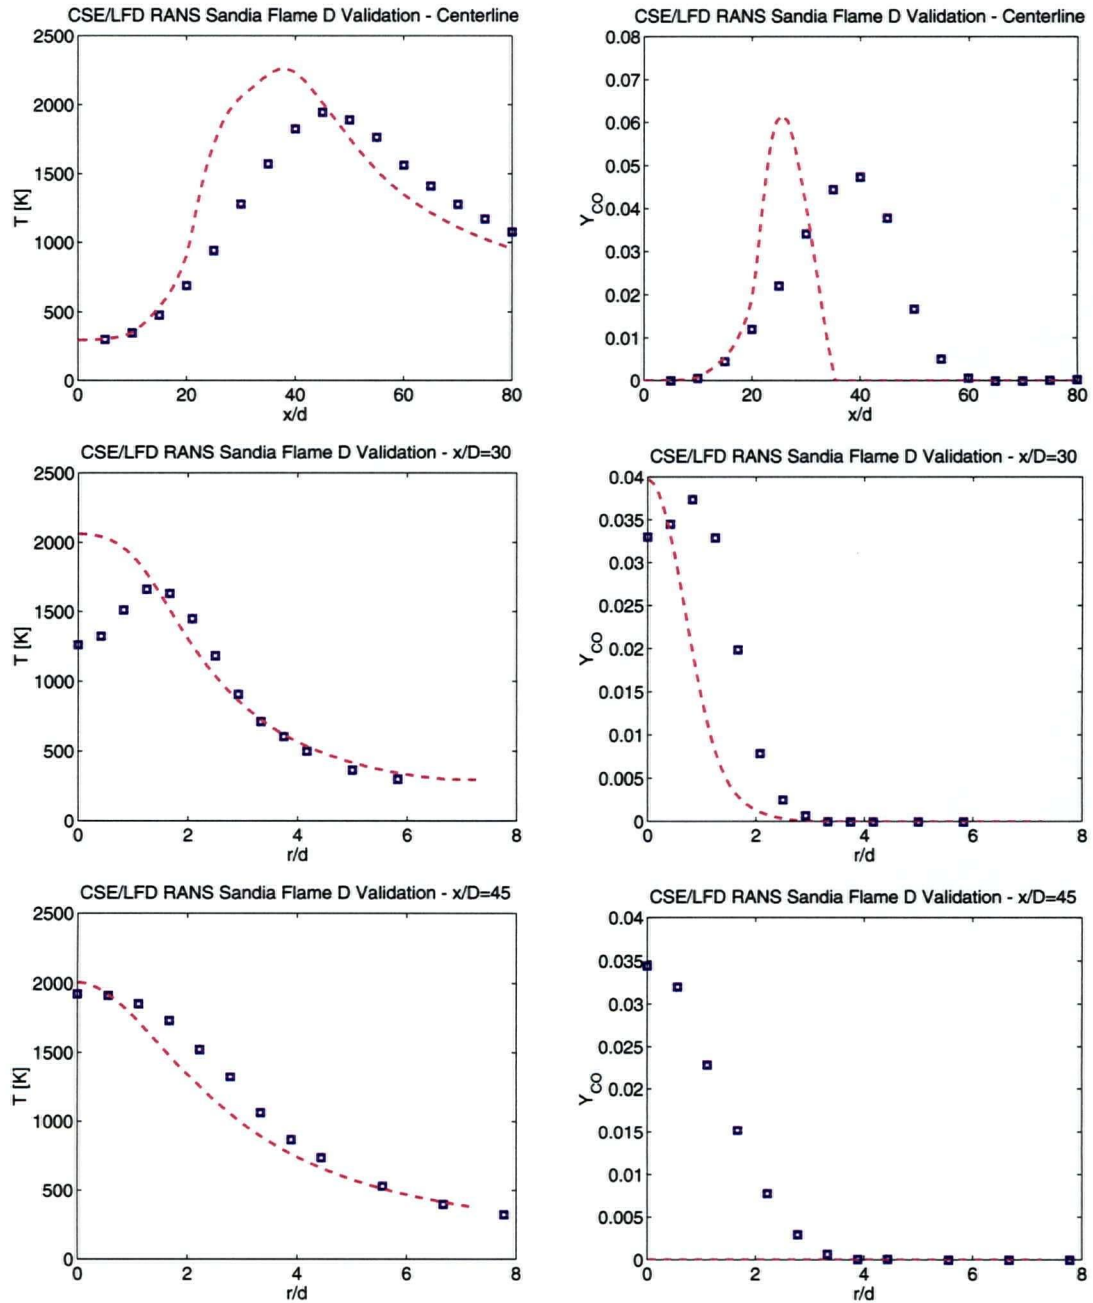 CSE/LFD RANS Sandia Flame D Validation - Centerline
2500
2000
1500
1000
500
0
T [K]
0 20 40 60 80
x/d
CSE/LFD RANS Sandia Flame D Validation - Centerline
0.08
0.07
0.06
0.05
0.04
0.03
0.02
0.01
0
YCO
0 20 40 60 80
x/d
CSE/LFD RANS Sandia Flame D Validation - x/D=30
2500
2000
1500
1000
500
0
T [K]
0 2 4 6 8
r/d
CSE/LFD RANS Sandia Flame D Validation - x/D=30
0.04
0.035
0.03
0.025
0.02
0.015
0.01
0.005
0
YCO
0 2 4 6 8
r/d
CSE/LFD RANS Sandia Flame D Validation - x/D=45
2500
2000
1500
1000
500
0
T [K]
0 2 4 6 8
r/d
CSE/LFD RANS Sandia Flame D Validation - x/D=45
0.04
0.035
0.03
0.025
0.02
0.015
0.01
0.005
0
YCO
0 2 4 6 8
r/d